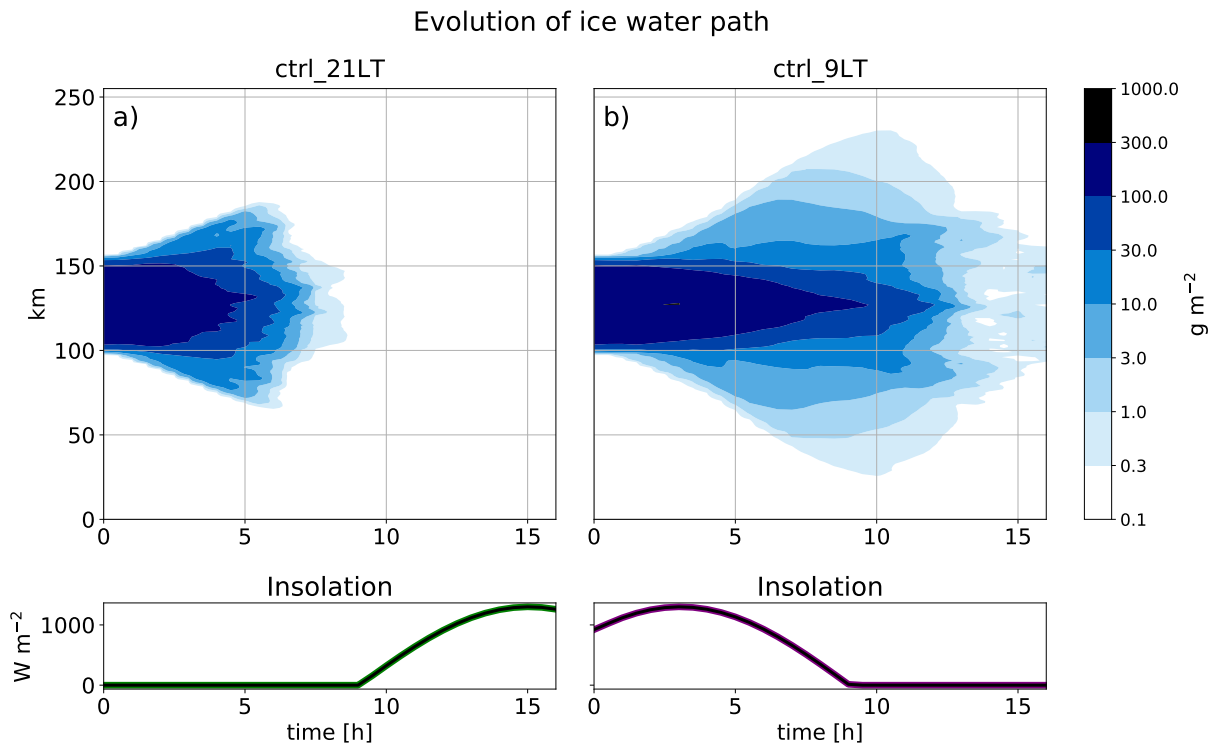 Evolution of ice water path
ctrl_21LT
ctrl_9LT
a)
b)
250
200
150
100
50
0
km
0 5 10 15
0 5 10 15
1000.0
300.0
100.0
30.0
10.0
3.0
1.0
0.3
0.1
g m⁻²
Insolation
Insolation
W m⁻²
1000
0
0 5 10 15
0 5 10 15
time [h]
time [h]